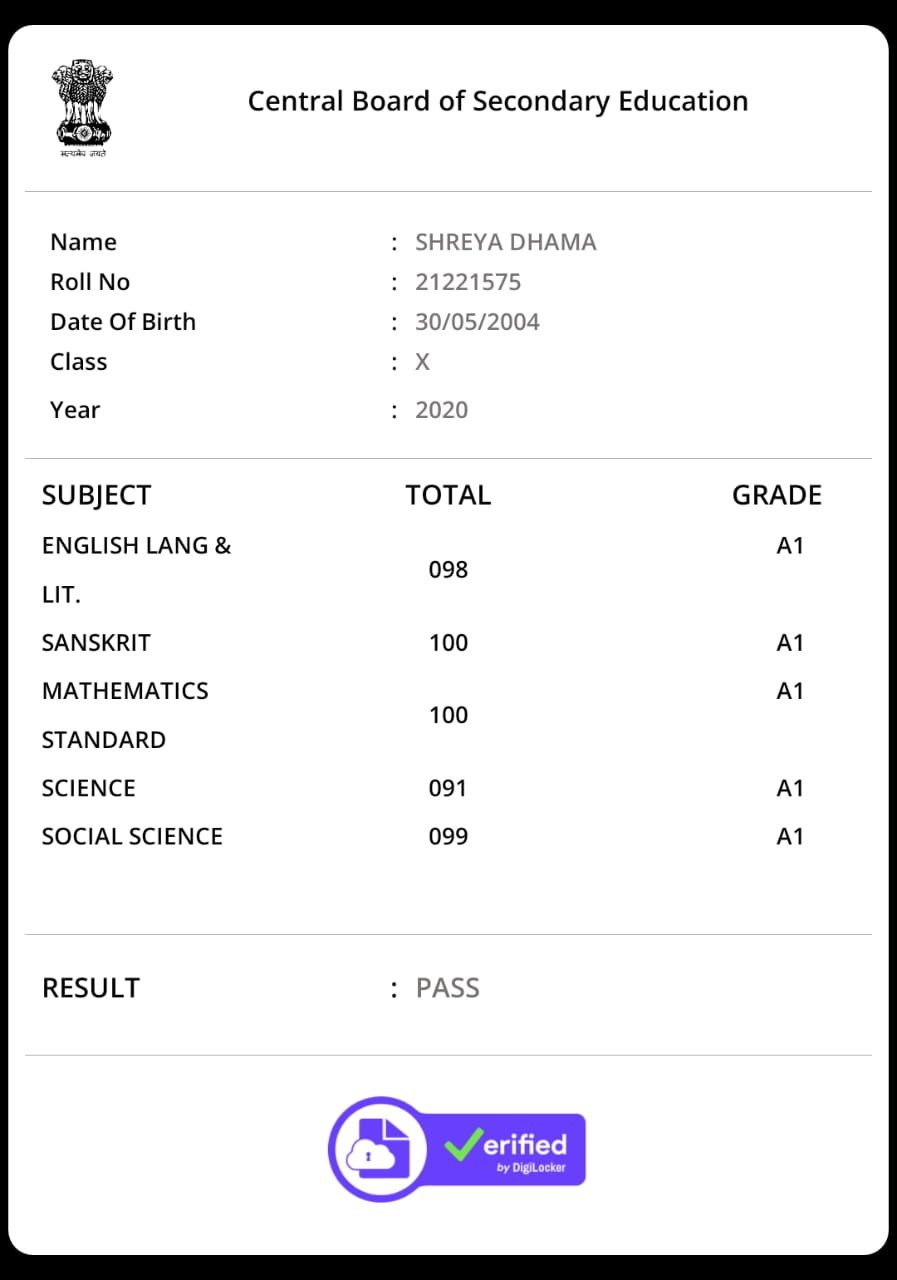 Central Board of Secondary Education
सत्यमेव जयते
Name : SHREYA DHAMA
Roll No : 21221575
Date Of Birth : 30/05/2004
Class : X
Year : 2020
SUBJECT TOTAL GRADE
ENGLISH LANG & LIT. 098 A1
SANSKRIT 100 A1
MATHEMATICS STANDARD 100 A1
SCIENCE 091 A1
SOCIAL SCIENCE 099 A1
RESULT : PASS
erified
by DigiLocker